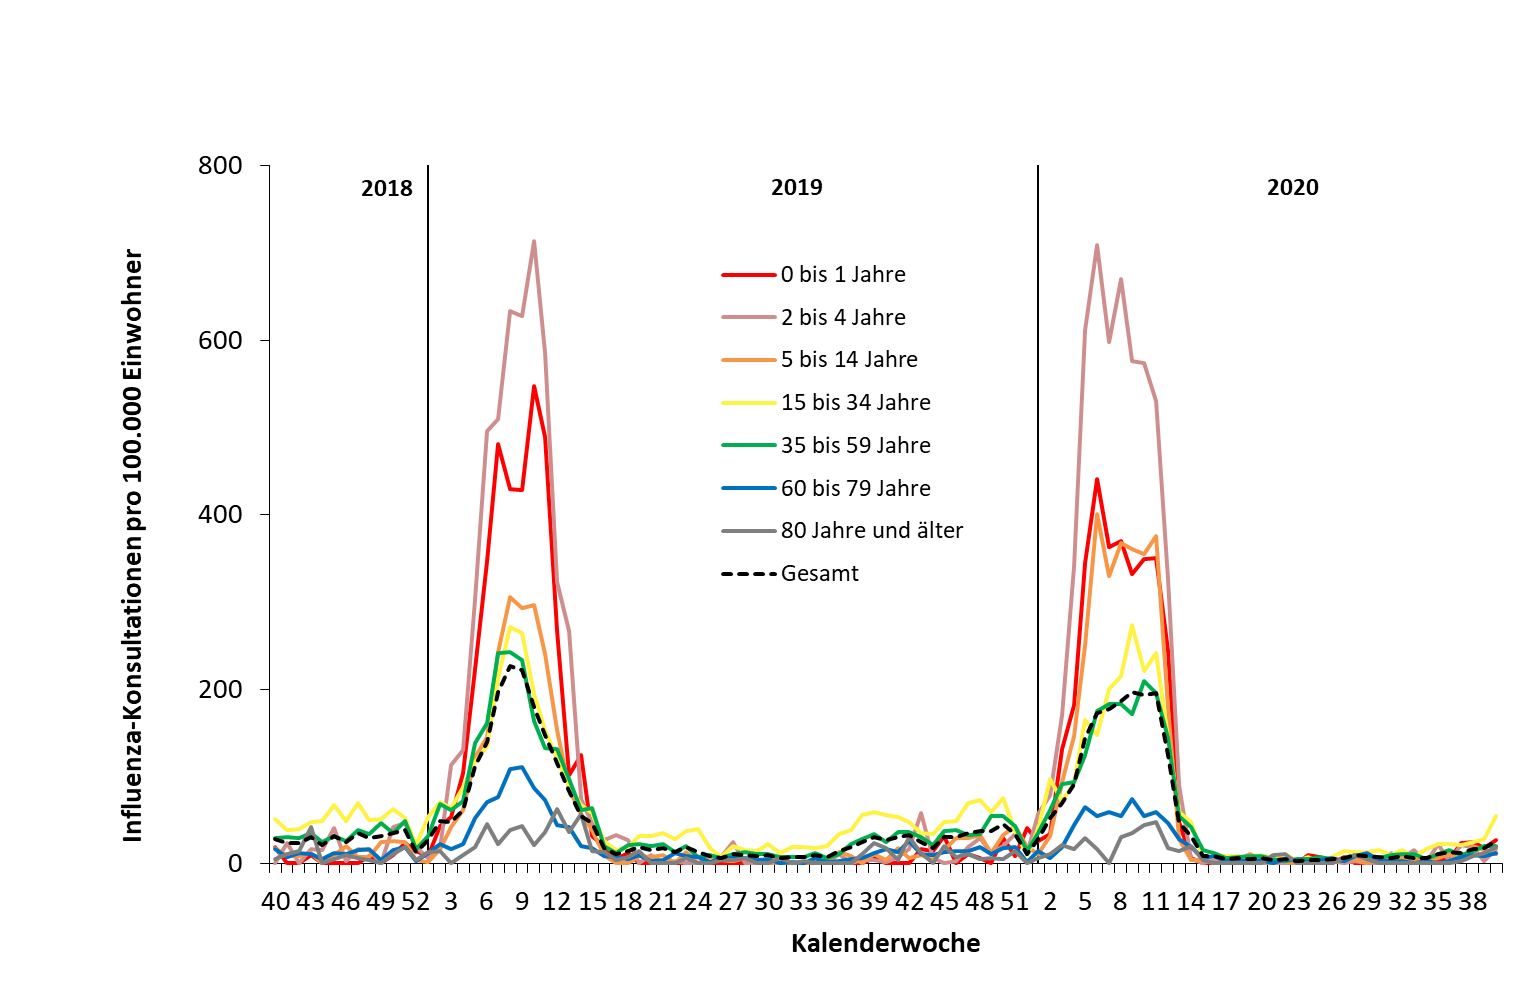 800
2018
2019
2020
600
400
200
0
Influenza-Konsultationen pro 100.000 Einwohner
0 bis 1 Jahre
2 bis 4 Jahre
5 bis 14 Jahre
15 bis 34 Jahre
35 bis 59 Jahre
60 bis 79 Jahre
80 Jahre und älter
Gesamt
40 43 46 49 52 3 6 9 12 15 18 21 24 27 30 33 36 39 42 45 48 51 2 5 8 11 14 17 20 23 26 29 32 35 38
Kalenderwoche